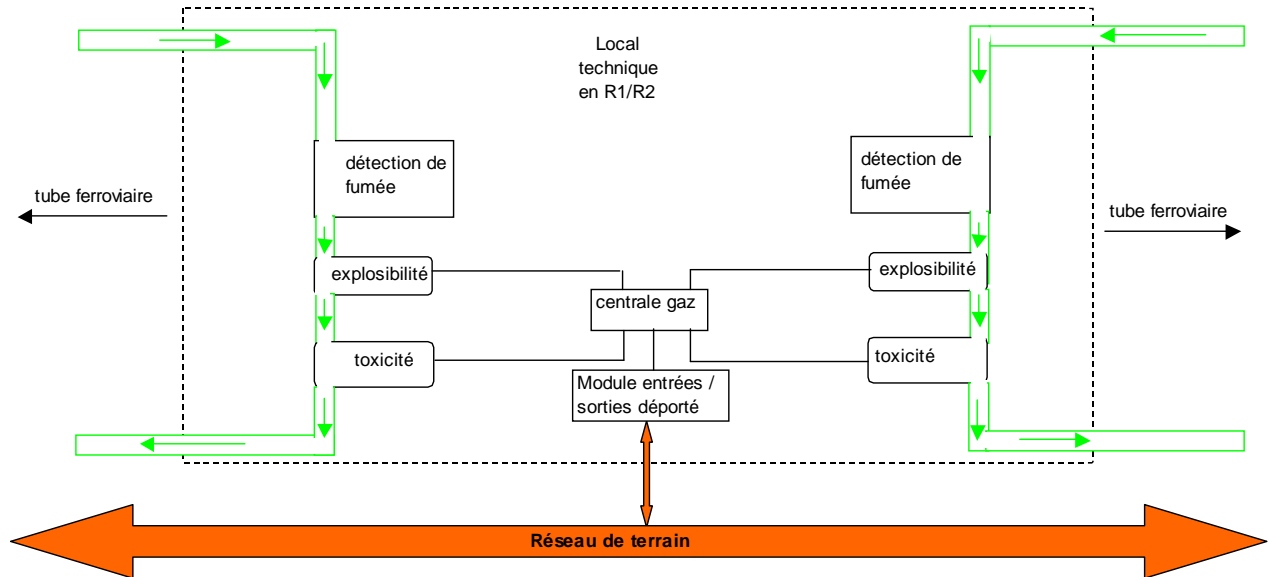 Local
technique
en R1/R2
détection de
fumée
détection de
fumée
tube ferroviaire
tube ferroviaire
explosibilité
explosibilité
centrale gaz
toxicité
toxicité
Module entrées /
sorties déporté
Réseau de terrain